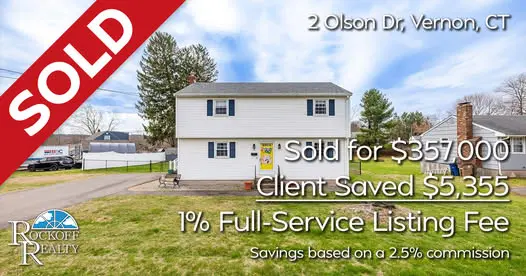 SOLD
2 Olson Dr, Vernon, CT
Sold for $357,000
Client Saved $5,355
1% Full-Service Listing Fee
Savings based on a 2.5% commission
ROCKOFF
REALTY